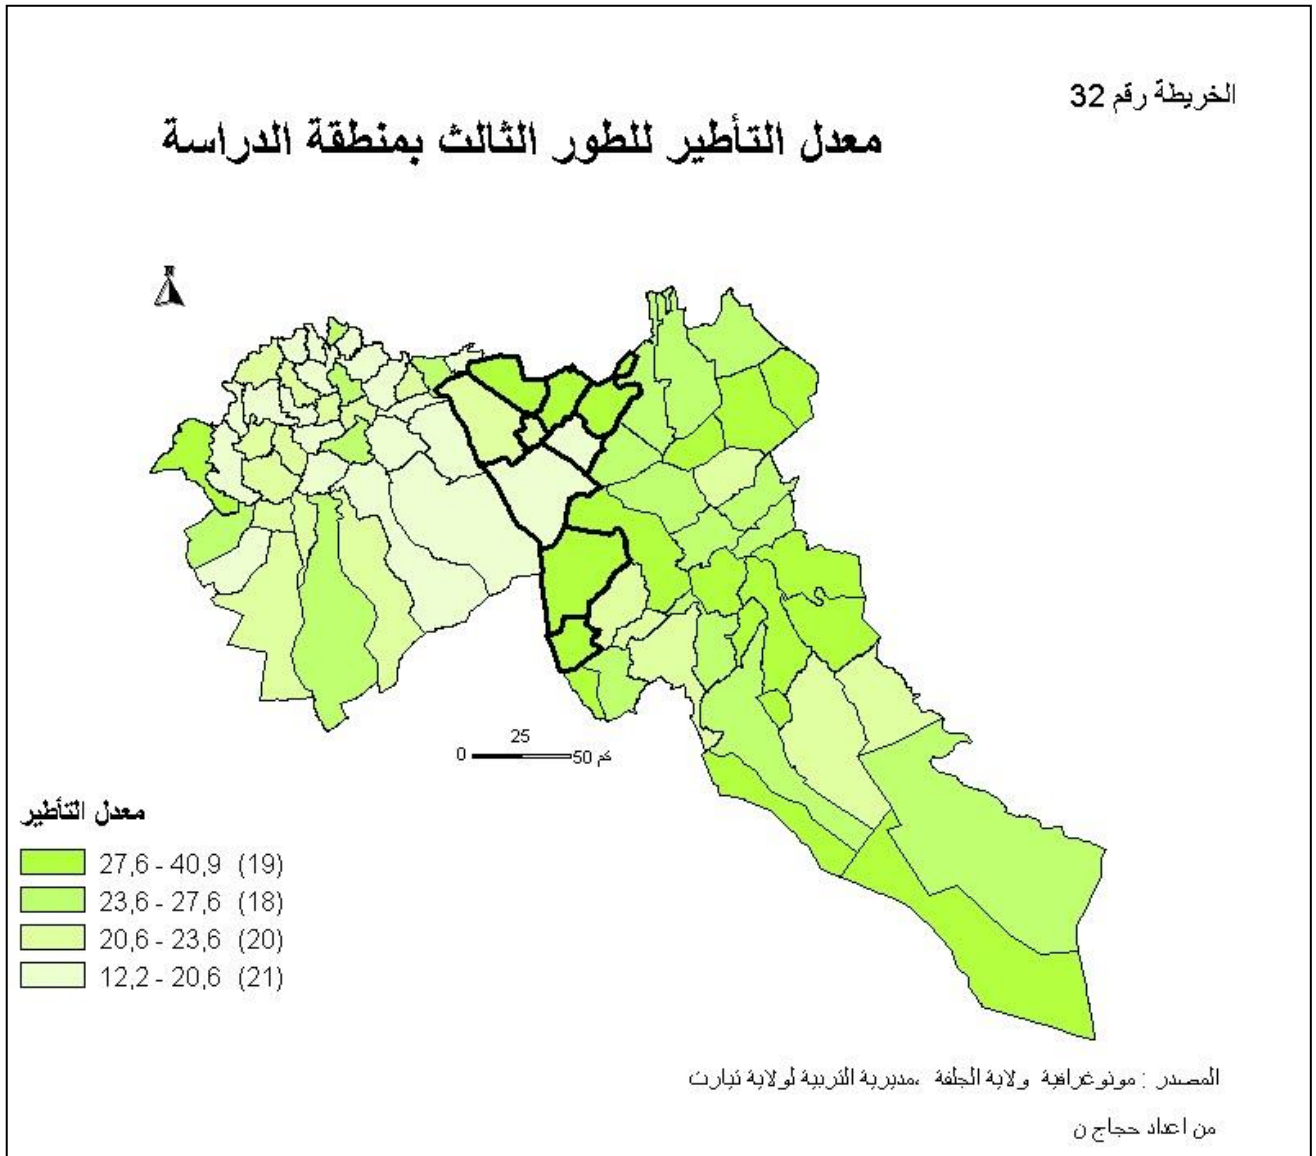 الخريطة رقم 32
معدل التأطير للطور الثالث بمنطقة الدراسة
N
0 25 50 كم
معدل التأطير
27,6 - 40,9 (19)
23,6 - 27,6 (18)
20,6 - 23,6 (20)
12,2 - 20,6 (21)
المصدر : مونوغرافية ولاية الجلفة ،مديرية التربية لولاية تيارت
من اعداد حجاج ن